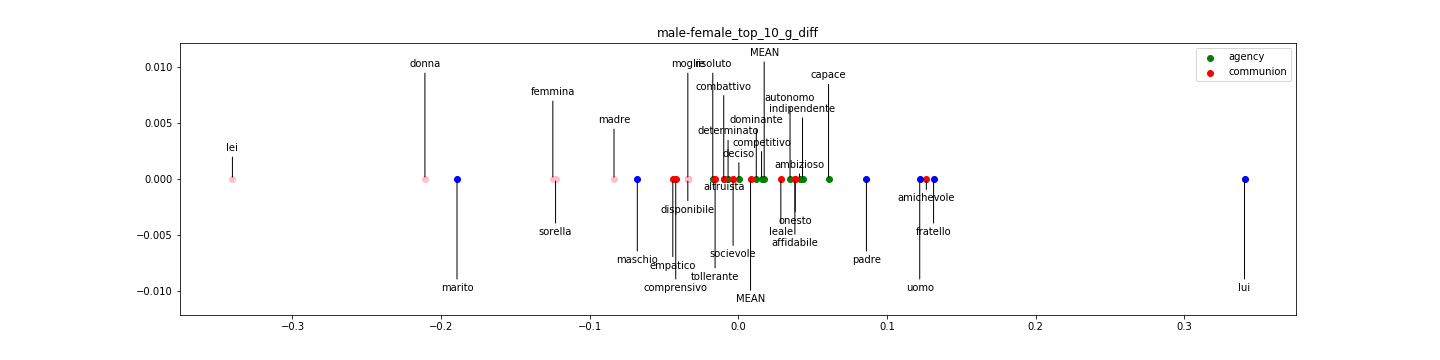 male-female_top_10_g_diff
MEAN
agency
communion
0.010
donna
moglie
risoluto
capace
combattivo
femmina
autonomo
indipendente
0.005
madre
dominante
determinato
competitivo
lei
deciso
ambizioso
0.000
altruista
amichevole
disponibile
onesto
sorella
leale
fratello
−0.005
affidabile
socievole
maschio
padre
empatico
tollerante
marito
comprensivo
uomo
lui
−0.010
MEAN
−0.3 −0.2 −0.1 0.0 0.1 0.2 0.3